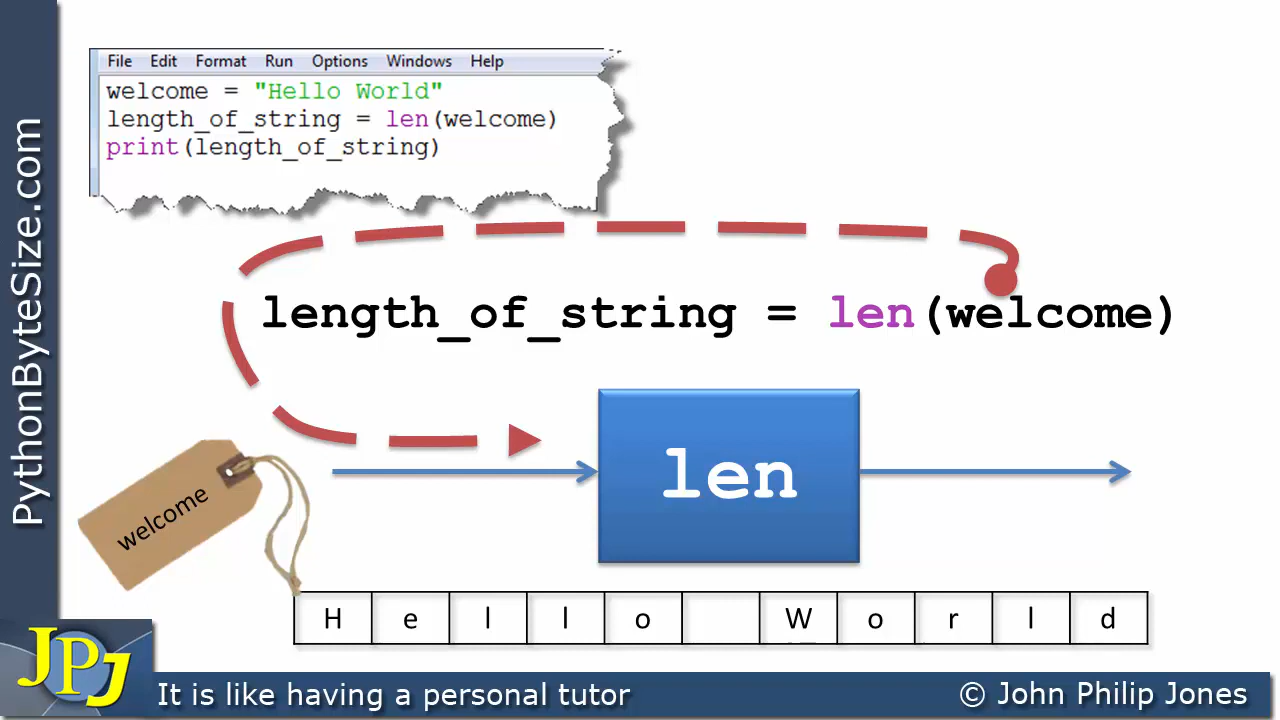 PythonByteSize.com
File Edit Format Run Options Windows Help
welcome = "Hello World"
length_of_string = len(welcome)
print(length_of_string)
length_of_string = len(welcome)
len
welcome
H e l l o W o r l d
JPJ
It is like having a personal tutor
© John Philip Jones